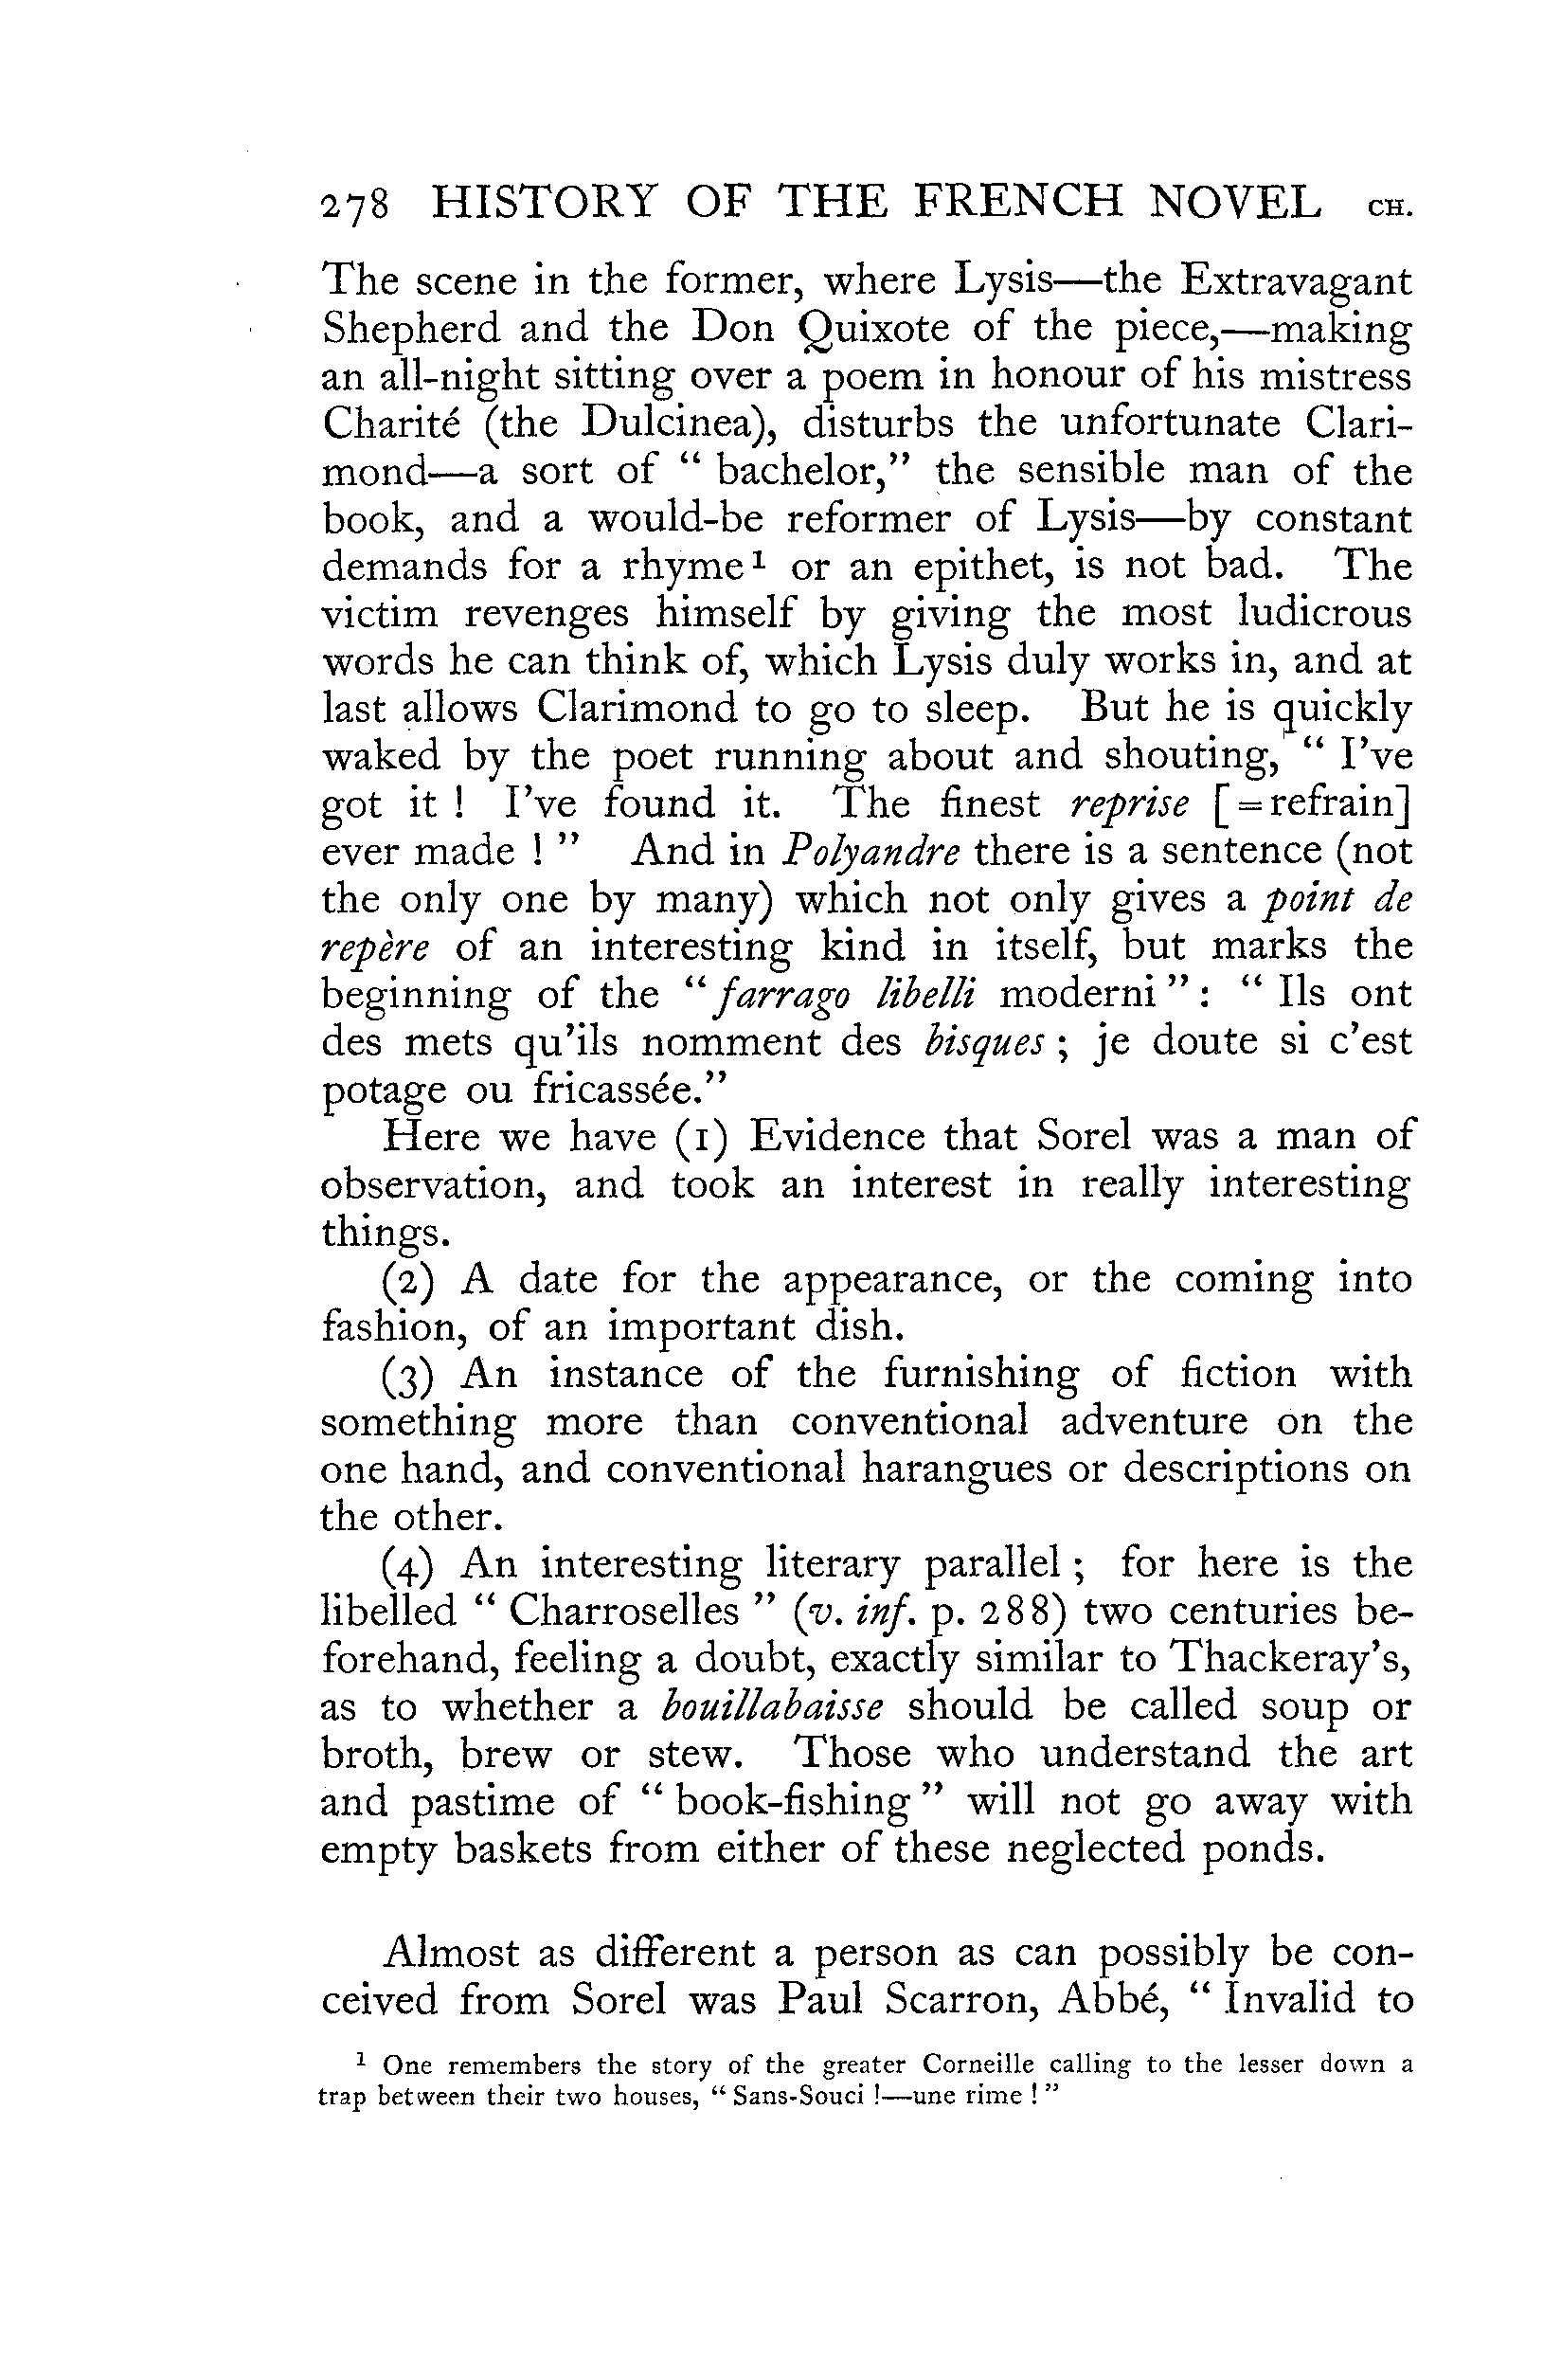 278 HISTORY OF THE FRENCH NOVEL CH.
The scene in the former, where Lysis—the Extravagant
Shepherd and the Don Quixote of the piece,—making
an all-night sitting over a poem in honour of his mistress
Charité (the Dulcinea), disturbs the unfortunate Clari-
mond—a sort of “ bachelor,” the sensible man of the
book, and a would-be reformer of Lysis—by constant
demands for a rhyme¹ or an epithet, is not bad. The
victim revenges himself by giving the most ludicrous
words he can think of, which Lysis duly works in, and at
last allows Clarimond to go to sleep. But he is quickly
waked by the poet running about and shouting, “ I’ve
got it ! I’ve found it. The finest reprise [ =refrain]
ever made ! ” And in Polyandre there is a sentence (not
the only one by many) which not only gives a point de
repère of an interesting kind in itself, but marks the
beginning of the “ farrago libelli moderni ” : “ Ils ont
des mets qu’ils nomment des bisques ; je doute si c’est
potage ou fricassée.”
Here we have (1) Evidence that Sorel was a man of
observation, and took an interest in really interesting
things.
(2) A date for the appearance, or the coming into
fashion, of an important dish.
(3) An instance of the furnishing of fiction with
something more than conventional adventure on the
one hand, and conventional harangues or descriptions on
the other.
(4) An interesting literary parallel ; for here is the
libelled “ Charroselles ” (v. inf. p. 288) two centuries be-
forehand, feeling a doubt, exactly similar to Thackeray’s,
as to whether a bouillabaisse should be called soup or
broth, brew or stew. Those who understand the art
and pastime of “ book-fishing ” will not go away with
empty baskets from either of these neglected ponds.
Almost as different a person as can possibly be con-
ceived from Sorel was Paul Scarron, Abbé, “ Invalid to
¹ One remembers the story of the greater Corneille calling to the lesser down a
trap between their two houses, “ Sans-Souci !—une rime ! ”